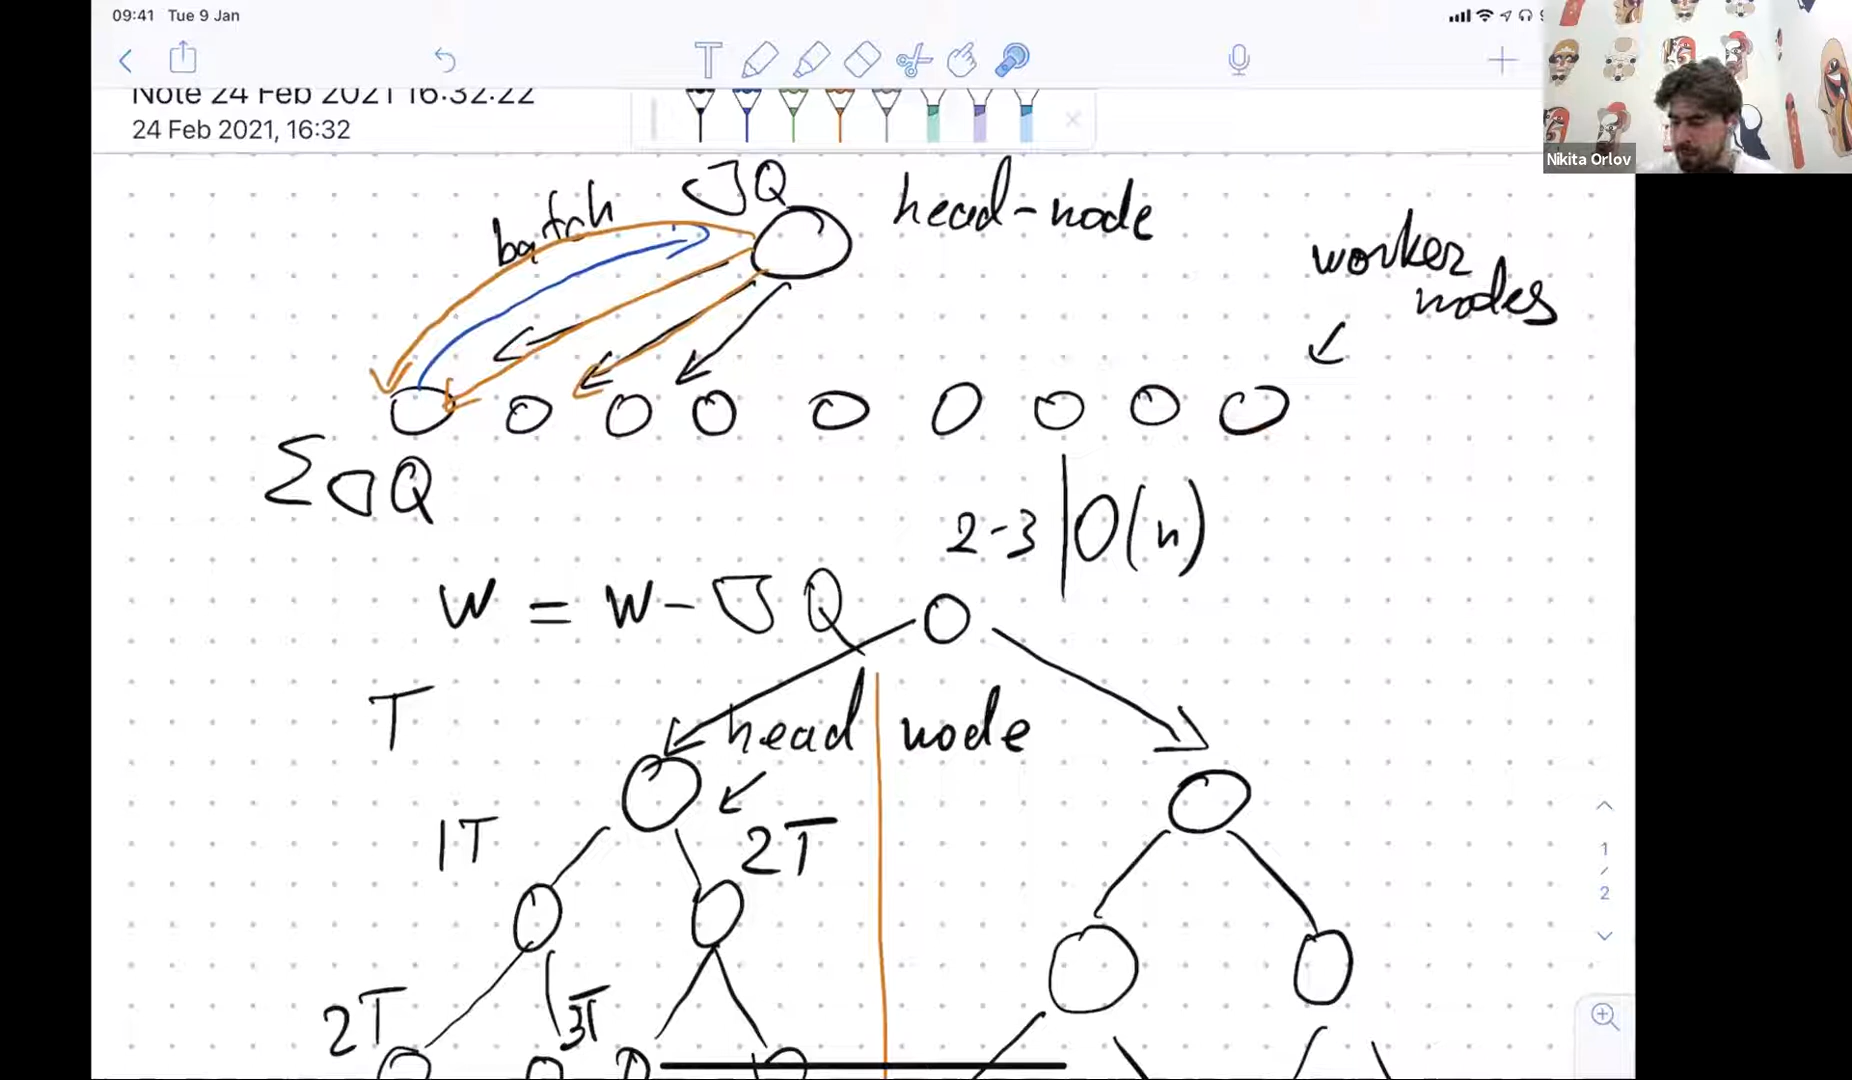 09:41 Tue 9 Jan
Note 24 Feb 2021 16:32:22
24 Feb 2021, 16:32
Nikita Orlov
∇Q
head-node
batch
worker
nodes
Σ∇Q
2-3 | O(n)
W = W - ∇Q
T
head node
1T
2T
2T
3T
1
/
2